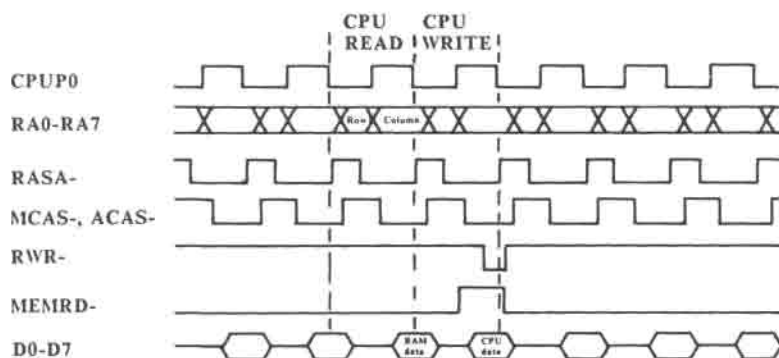 CPU READ
CPU WRITE
CPUP0
RA0-RA7
Row
Column
RASA-
MCAS-, ACAS-
RWR-
MEMRD-
D0-D7
RAM data
CPU data